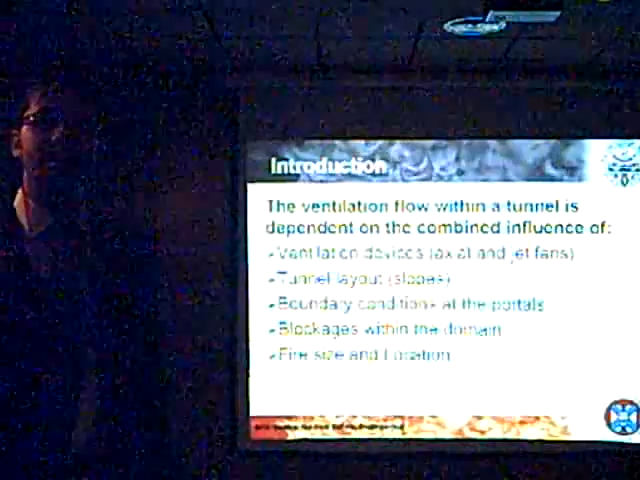 Introduction
The ventilation flow within a tunnel is
dependent on the combined influence of:
Ventilation devices (axial and jet fans)
Tunnel layout (slopes)
Boundary conditions at the portals
Blockages within the domain
Fire size and Location